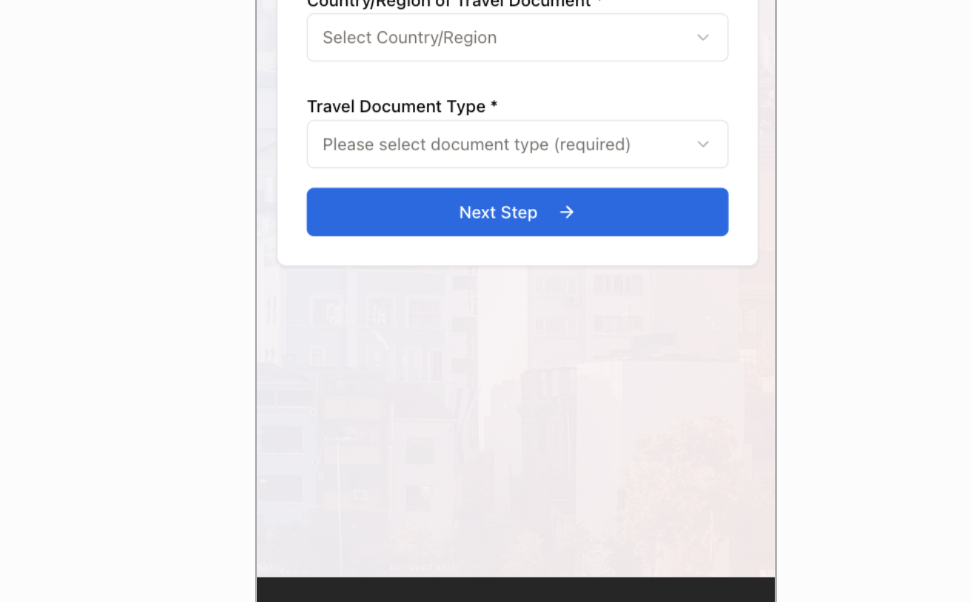 Country/Region of Travel Document *
Select Country/Region
Travel Document Type *
Please select document type (required)
Next Step